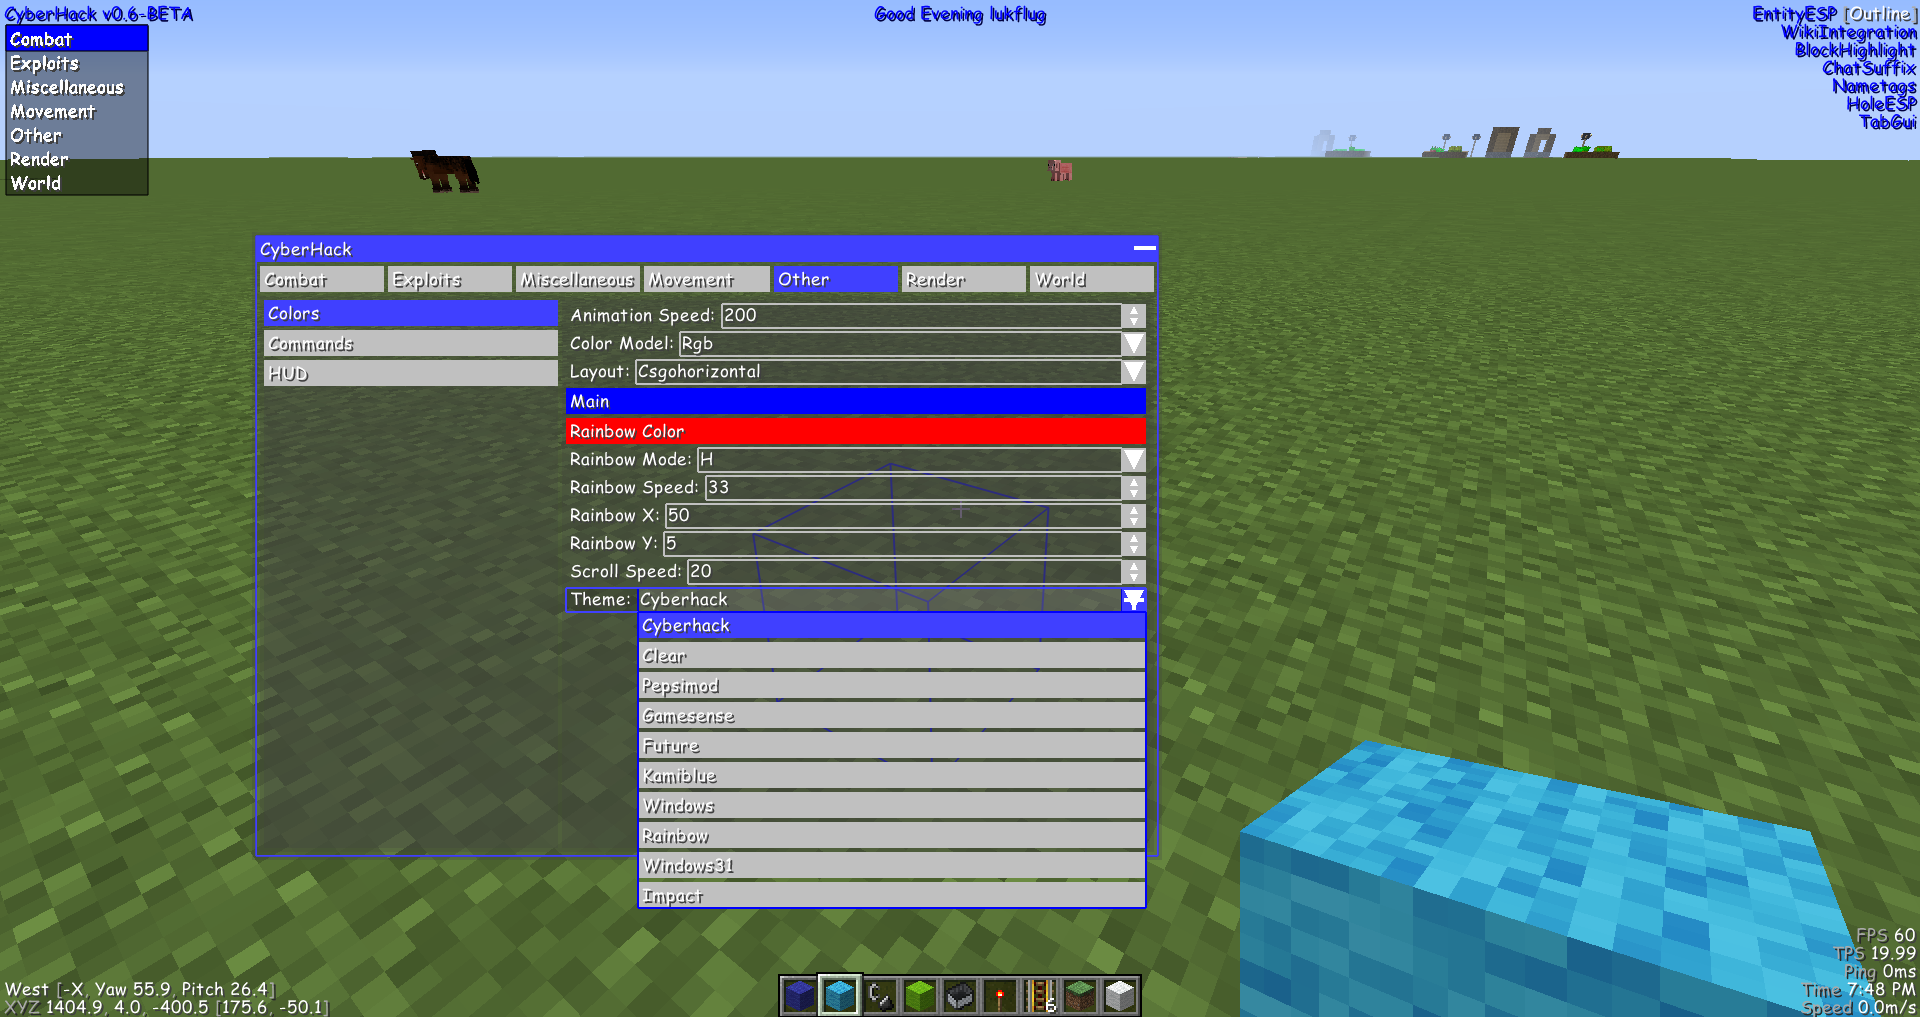 CyberHack v0.6-BETA
Good Evening lukflug
EntityESP [Outline]
WikiIntegration
BlockHighlight
ChatSuffix
Nametags
HoleESP
TabGui
Combat
Exploits
Miscellaneous
Movement
Other
Render
World
CyberHack
Combat Exploits Miscellaneous Movement Other Render World
Colors
Commands
HUD
Animation Speed: 200
Color Model: Rgb
Layout: Csgohorizontal
Main
Rainbow Color
Rainbow Mode: H
Rainbow Speed: 33
Rainbow X: 50
Rainbow Y: 5
Scroll Speed: 20
Theme: Cyberhack
Cyberhack
Clear
Pepsimod
Gamesense
Future
Kamiblue
Windows
Rainbow
Windows31
Impact
West [-X, Yaw 55.9, Pitch 26.4]
XYZ 1404.9, 4.0, -400.5 [175.6, -50.1]
6
FPS 60
TPS 19.99
Ping 0ms
Time 7:48 PM
Speed 0.0m/s